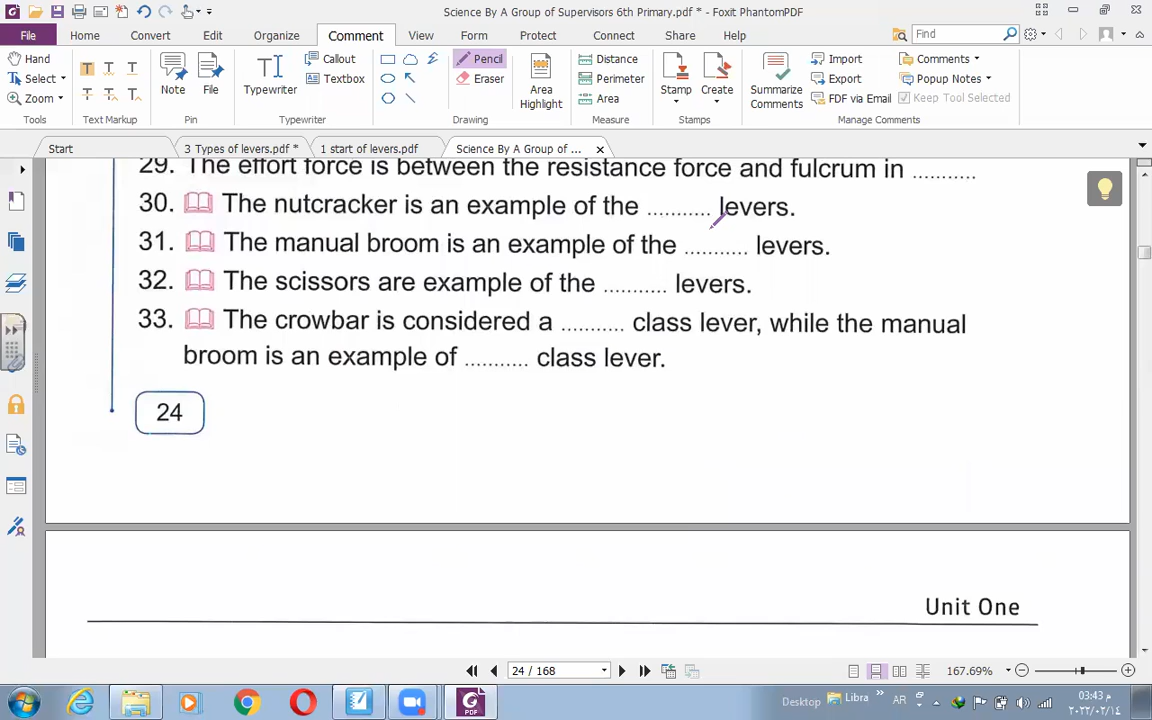 Science By A Group of Supervisors 6th Primary.pdf * - Foxit PhantomPDF
File Home Convert Edit Organize Comment View Form Protect Connect Share Help Find
Hand
Select
Zoom
Tools
Text Markup
Note
File
Pin
Typewriter
Callout
Textbox
Typewriter
Pencil
Eraser
Area Highlight
Drawing
Distance
Perimeter
Area
Measure
Stamp
Create
Stamps
Summarize Comments
Import
Export
FDF via Email
Comments
Popup Notes
Keep Tool Selected
Manage Comments
Start 3 Types of levers.pdf * 1 start of levers.pdf Science By A Group of ...
29. The effort force is between the resistance force and fulcrum in ...........
30. The nutcracker is an example of the ........... levers.
31. The manual broom is an example of the ........... levers.
32. The scissors are example of the ........... levers.
33. The crowbar is considered a ........... class lever, while the manual
broom is an example of ........... class lever.
24
Unit One
24 / 168
167.69%
PDF
Desktop Libra » AR
03:43 م
٢٠٢٢/٠٢/١٤